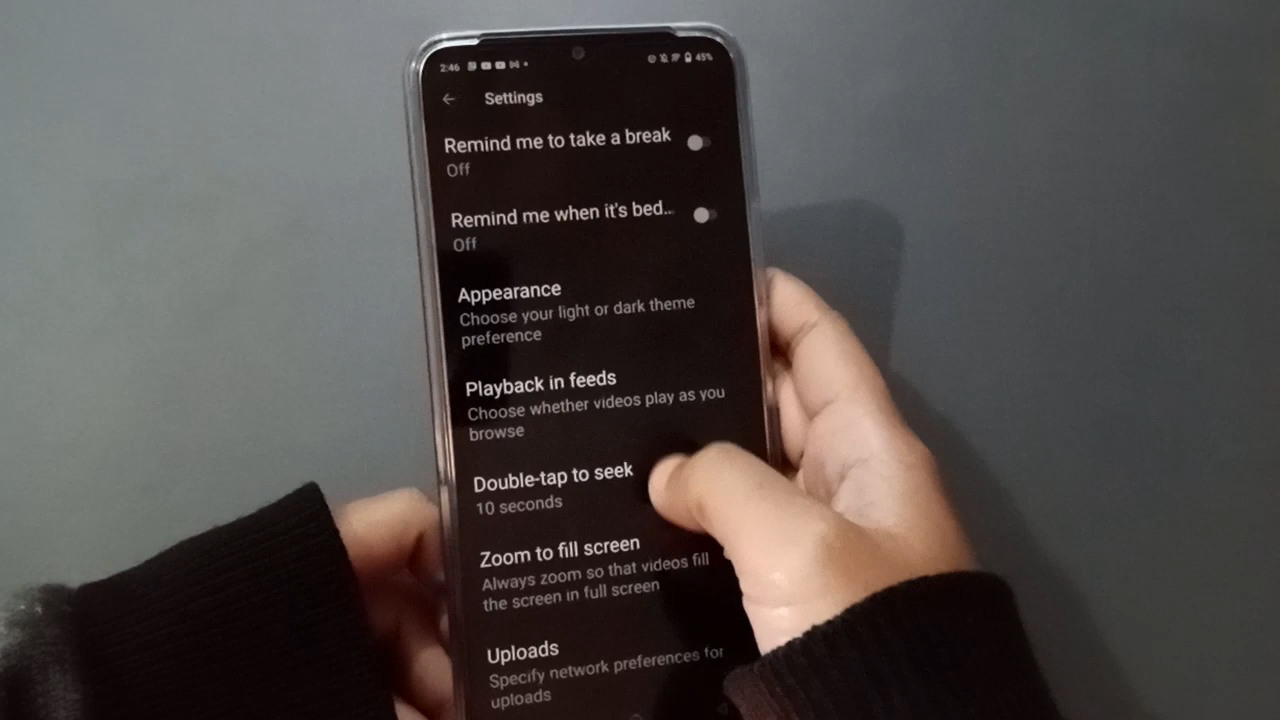 2:46 45%
Settings
Remind me to take a break
Off
Remind me when it's bed...
Off
Appearance
Choose your light or dark theme
preference
Playback in feeds
Choose whether videos play as you
browse
Double-tap to seek
10 seconds
Zoom to fill screen
Always zoom so that videos fill
the screen in full screen
Uploads
Specify network preferences for
uploads